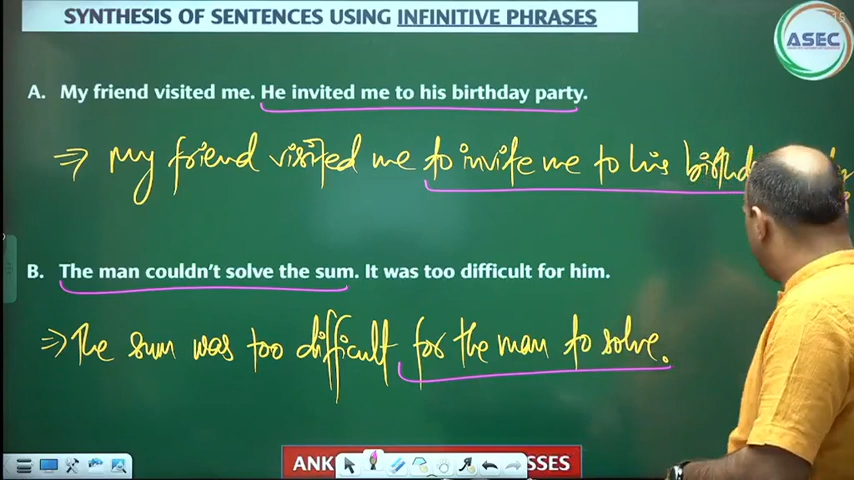 SYNTHESIS OF SENTENCES USING INFINITIVE PHRASES
ASEC
A. My friend visited me. He invited me to his birthday party.
⇒ My friend visited me to invite me to his
B. The man couldn't solve the sum. It was too difficult for him.
⇒ The sum was too difficult for the man to solve.
ANK
SSES